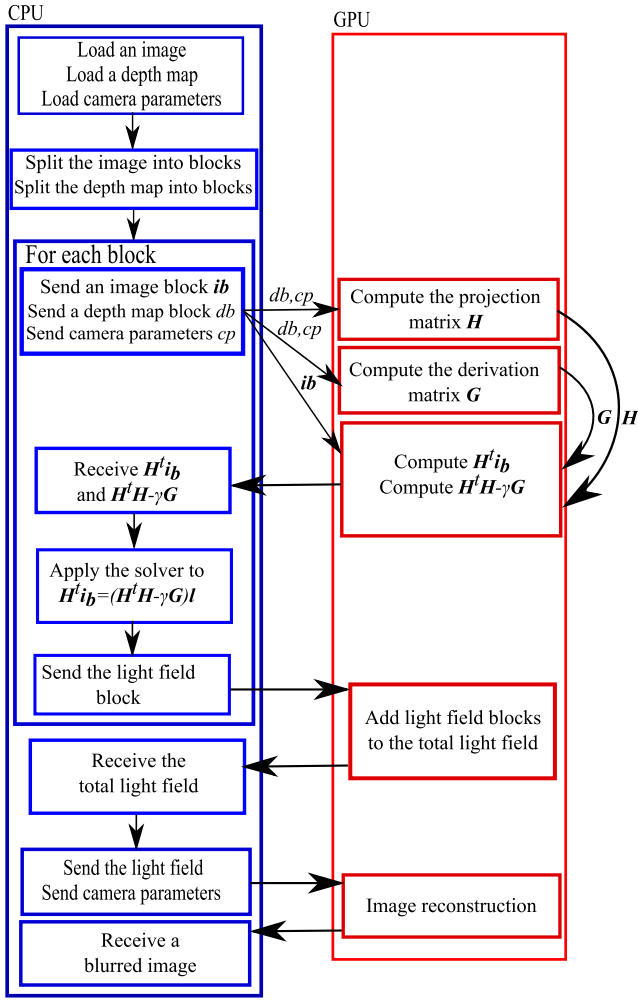 CPU
Load an image
Load a depth map
Load camera parameters
Split the image into blocks
Split the depth map into blocks
For each block
Send an image block ib
Send a depth map block db
Send camera parameters cp
Receive Hᵗi_b
and HᵗH-γG
Apply the solver to
Hᵗi_b=(HᵗH-γG)l
Send the light field
block
Receive the
total light field
Send the light field
Send camera parameters
Receive a
blurred image
db,cp
db,cp
ib
GPU
Compute the projection
matrix H
Compute the derivation
matrix G
Compute Hᵗi_b
Compute HᵗH-γG
G
H
Add light field blocks
to the total light field
Image reconstruction